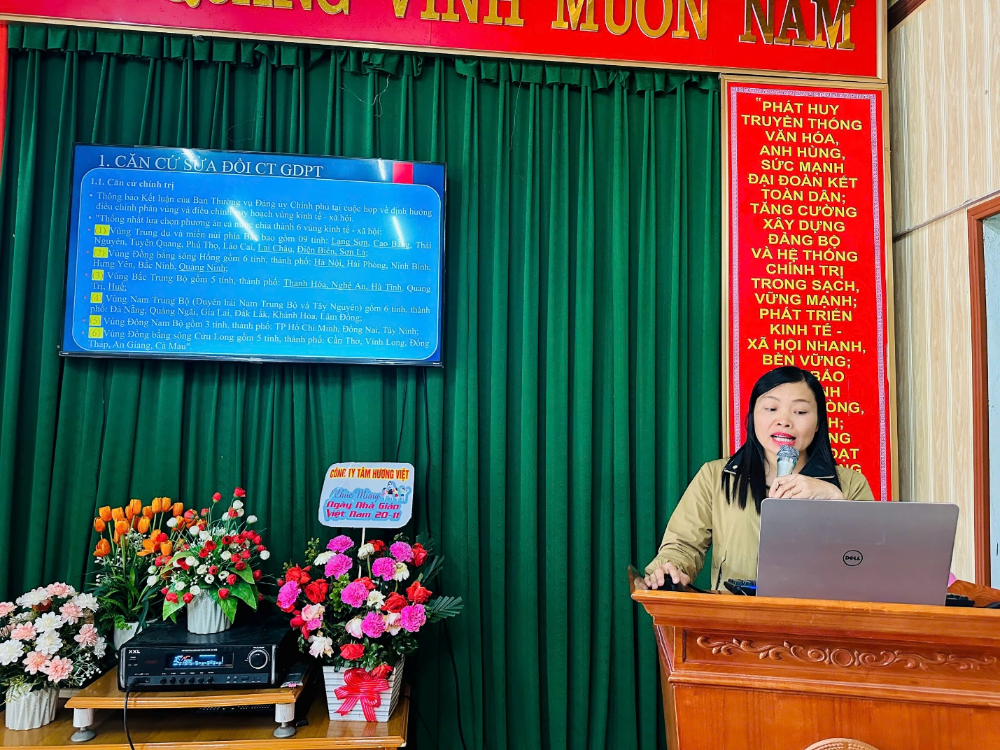 QUANG VINH MUÔN NĂM
1. CĂN CỨ SỬA ĐỔI CT GDPT
1.1. Căn cứ chính trị
• Thông báo Kết luận của Ban Thường vụ Đảng ủy Chính phủ tại cuộc họp về định hướng
điều chỉnh phân vùng và điều chỉnh quy hoạch vùng kinh tế - xã hội.
• "Thống nhất lựa chọn phương án cả nước chia thành 6 vùng kinh tế - xã hội:
• (1) Vùng Trung du và miền núi phía Bắc bao gồm 09 tỉnh: Lạng Sơn, Cao Bằng, Thái
Nguyên, Tuyên Quang, Phú Thọ, Lào Cai, Lai Châu, Điện Biên, Sơn La;
• (2) Vùng Đồng bằng sông Hồng gồm 6 tỉnh, thành phố: Hà Nội, Hải Phòng, Ninh Bình,
Hưng Yên, Bắc Ninh, Quảng Ninh;
• (3) Vùng Bắc Trung Bộ gồm 5 tỉnh, thành phố: Thanh Hóa, Nghệ An, Hà Tĩnh, Quảng
Trị, Huế;
• (4) Vùng Nam Trung Bộ (Duyên hải Nam Trung Bộ và Tây Nguyên) gồm 6 tỉnh, thành
phố: Đà Nẵng, Quảng Ngãi, Gia Lai, Đắk Lắk, Khánh Hòa, Lâm Đồng;
• (5) Vùng Đông Nam Bộ gồm 3 tỉnh, thành phố: TP Hồ Chí Minh, Đồng Nai, Tây Ninh;
• (6) Vùng Đồng bằng sông Cửu Long gồm 5 tỉnh, thành phố: Cần Thơ, Vĩnh Long, Đồng
Tháp, An Giang, Cà Mau".
"PHÁT HUY
TRUYỀN THỐNG
VĂN HÓA,
ANH HÙNG,
SỨC MẠNH
ĐẠI ĐOÀN KẾT
TOÀN DÂN;
TĂNG CƯỜNG
XÂY DỰNG
ĐẢNG BỘ
VÀ HỆ THỐNG
CHÍNH TRỊ
TRONG SẠCH,
VỮNG MẠNH;
PHÁT TRIỂN
KINH TẾ -
XÃ HỘI NHANH,
BỀN VỮNG;
BẢO
CÔNG TY TÂM HƯƠNG VIỆT
Chúc Mừng
Ngày Nhà Giáo
Việt Nam 20-11
XXL
DELL